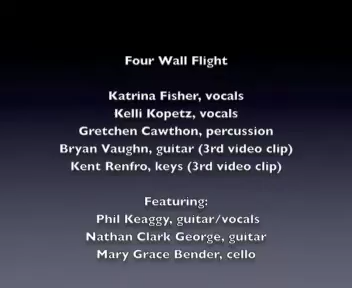 Four Wall Flight
Katrina Fisher, vocals
Kelli Kopetz, vocals
Gretchen Cawthon, percussion
Bryan Vaughn, guitar (3rd video clip)
Kent Renfro, keys (3rd video clip)
Featuring:
Phil Keaggy, guitar/vocals
Nathan Clark George, guitar
Mary Grace Bender, cello